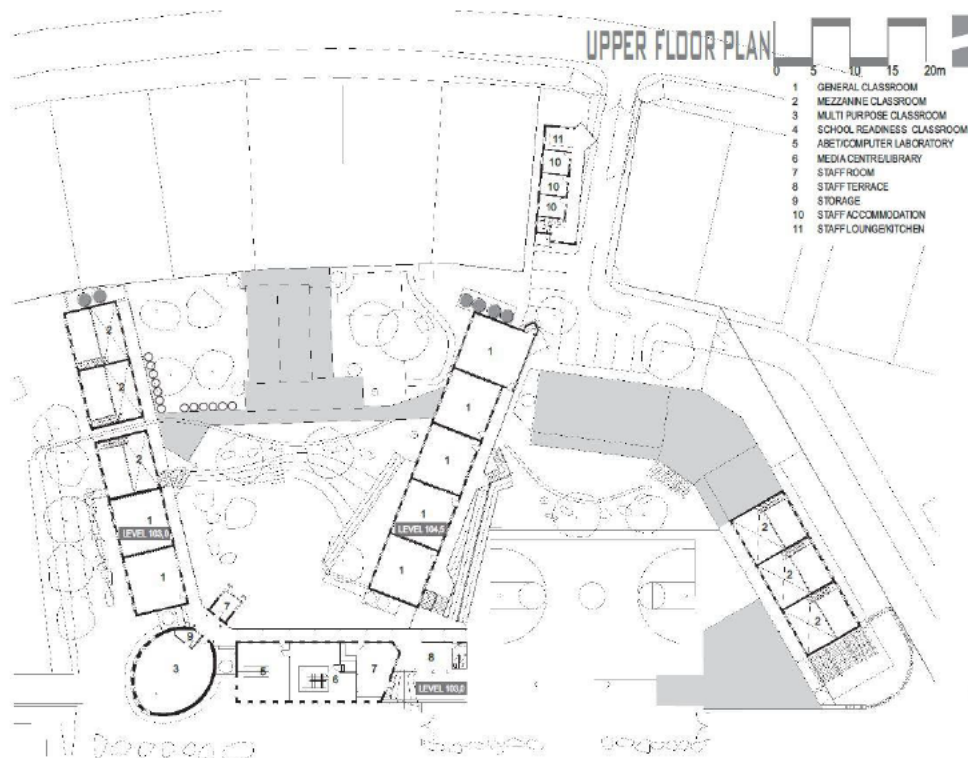 UPPER FLOOR PLAN
0 5 10 15 20m
1 GENERAL CLASSROOM
2 MEZZANINE CLASSROOM
3 MULTI PURPOSE CLASSROOM
4 SCHOOL READINESS CLASSROOM
5 ABET/COMPUTER LABORATORY
6 MEDIA CENTRE/LIBRARY
7 STAFF ROOM
8 STAFF TERRACE
9 STORAGE
10 STAFF ACCOMMODATION
11 STAFF LOUNGE/KITCHEN
11
10
10
10
2
1
2
1
2
1
1
2
LEVEL 103,0
1
LEVEL 104,5
1
1
2
2
9
3
5
6
7
8
LEVEL 103,0